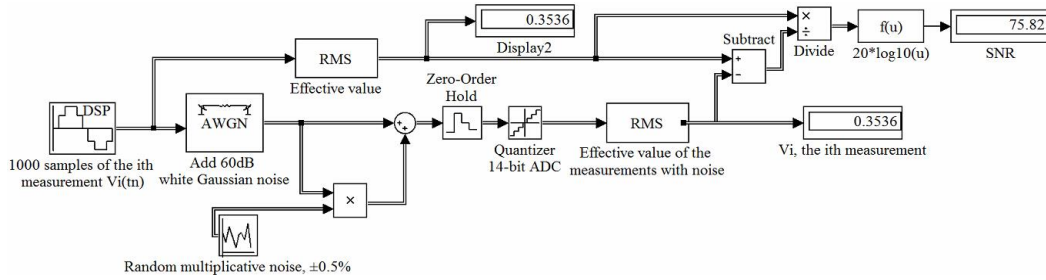 0.3536
Display2
×
÷
Divide
f(u)
20*log10(u)
75.82
SNR
RMS
Effective value
Subtract
+
−
DSP
1000 samples of the ith
measurement Vi(tn)
AWGN
Add 60dB
white Gaussian noise
+
+
Zero-Order
Hold
Quantizer
14-bit ADC
RMS
Effective value of the
measurements with noise
0.3536
Vi, the ith measurement
×
Random multiplicative noise, ±0.5%